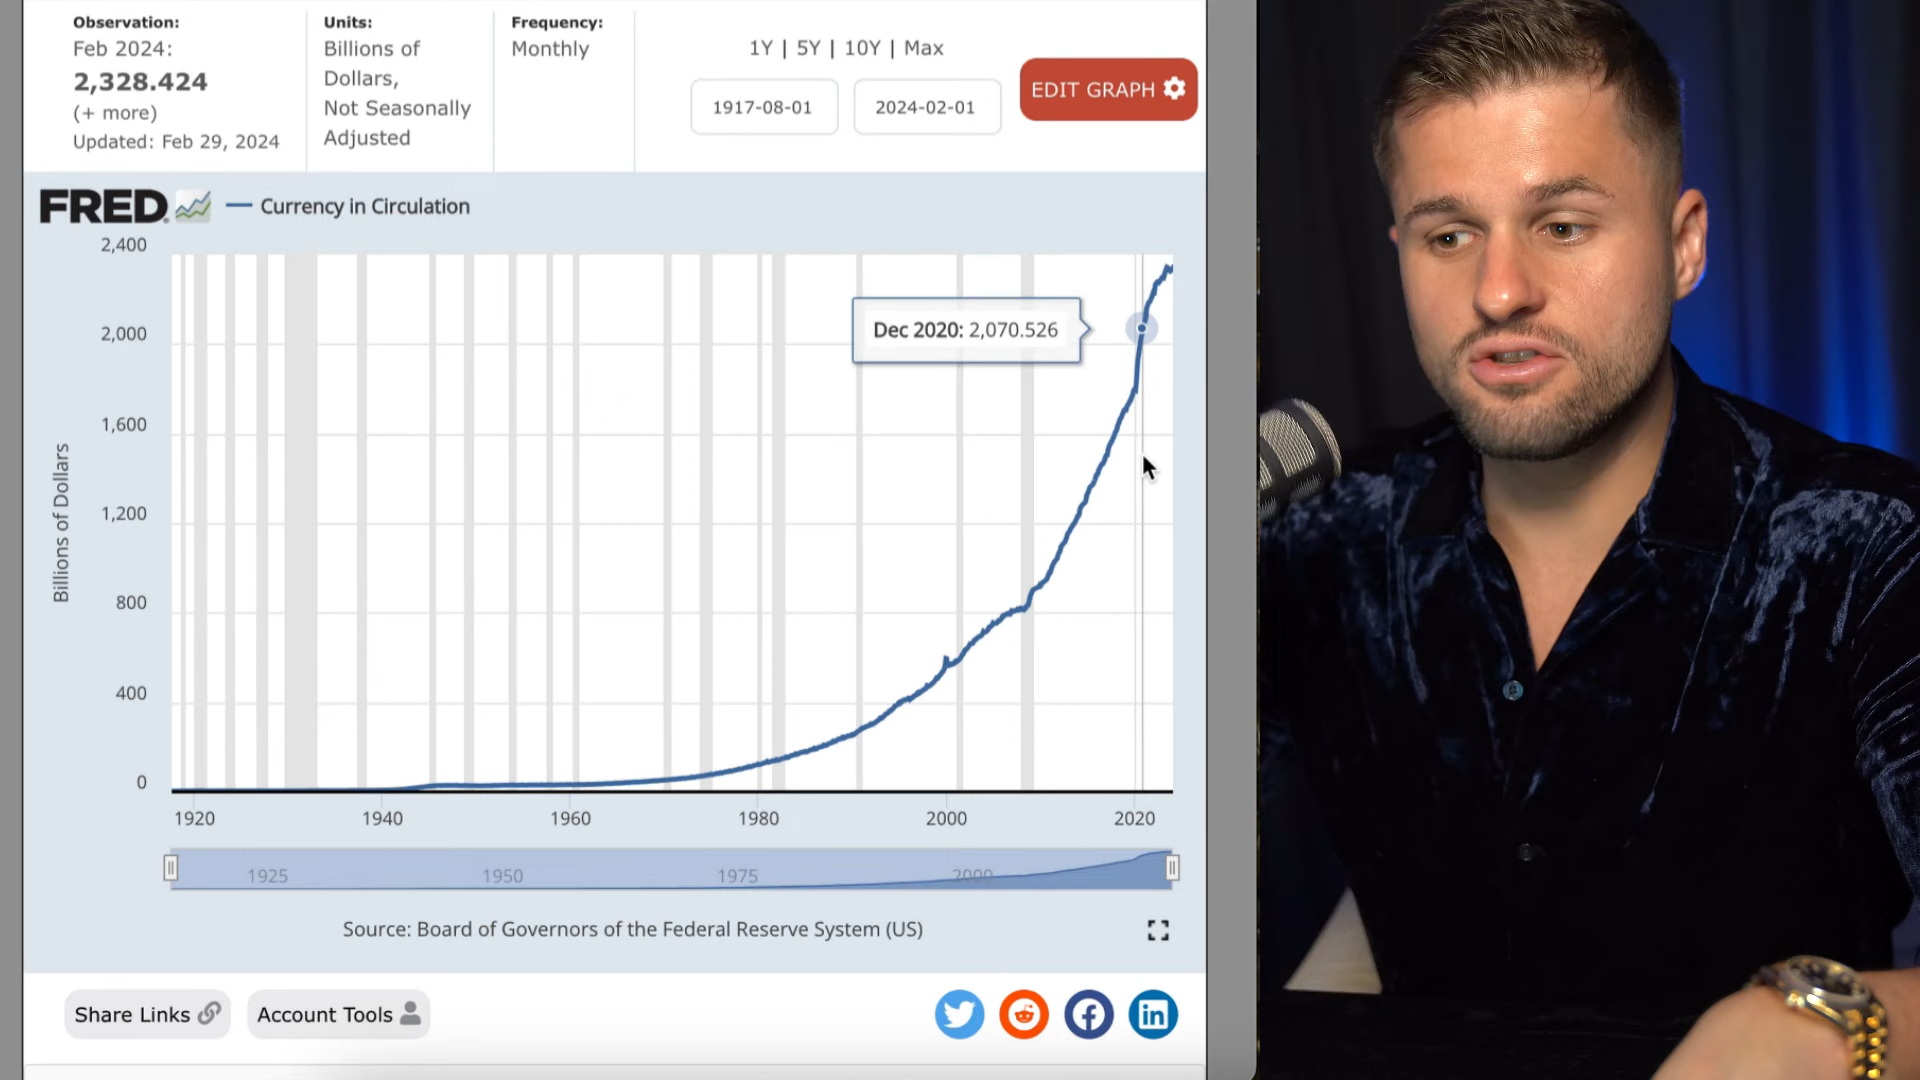 Observation:
Feb 2024:
2,328.424
(+ more)
Updated: Feb 29, 2024
Units:
Billions of
Dollars,
Not Seasonally
Adjusted
Frequency:
Monthly
1Y | 5Y | 10Y | Max
1917-08-01
2024-02-01
EDIT GRAPH
FRED
Currency in Circulation
Billions of Dollars
2,400
2,000
1,600
1,200
800
400
0
Dec 2020: 2,070.526
1920
1940
1960
1980
2000
2020
1925
1950
1975
2000
Source: Board of Governors of the Federal Reserve System (US)
Share Links
Account Tools
in